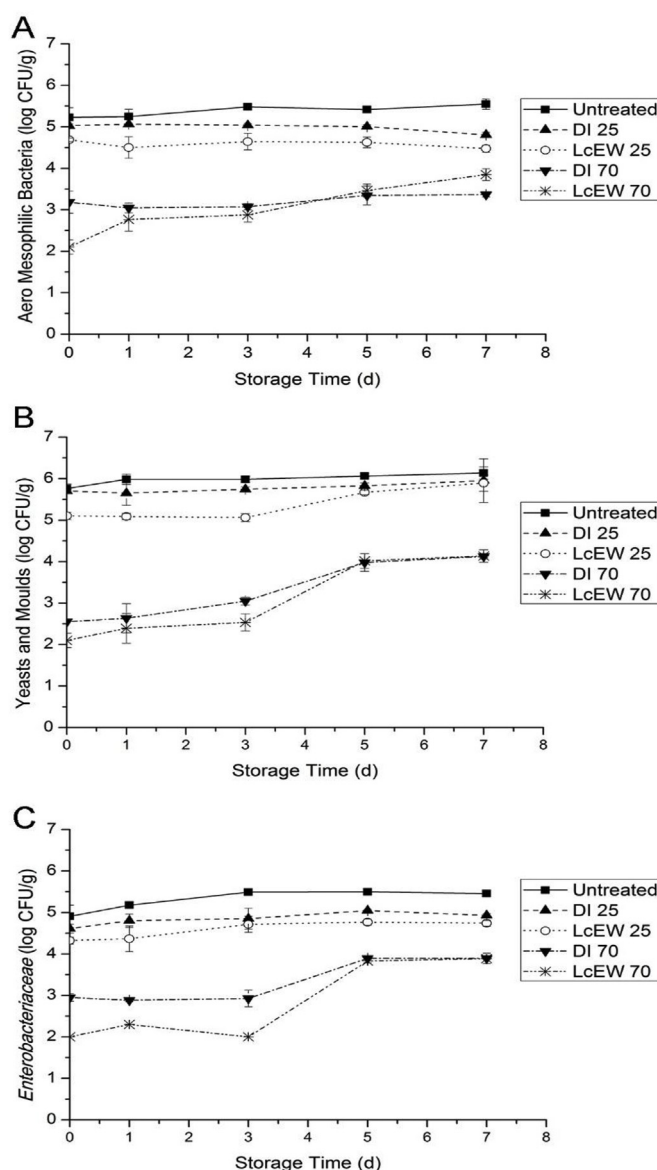 A
Aero Mesophilic Bacteria (log CFU/g)
7
6
5
4
3
2
1
0
0 1 2 3 4 5 6 7 8
Storage Time (d)
Untreated
DI 25
LcEW 25
DI 70
LcEW 70
B
Yeasts and Moulds (log CFU/g)
7
6
5
4
3
2
1
0
0 1 2 3 4 5 6 7 8
Storage Time (d)
Untreated
DI 25
LcEW 25
DI 70
LcEW 70
C
Enterobacteriaceae (log CFU/g)
7
6
5
4
3
2
1
0
0 1 2 3 4 5 6 7 8
Storage Time (d)
Untreated
DI 25
LcEW 25
DI 70
LcEW 70